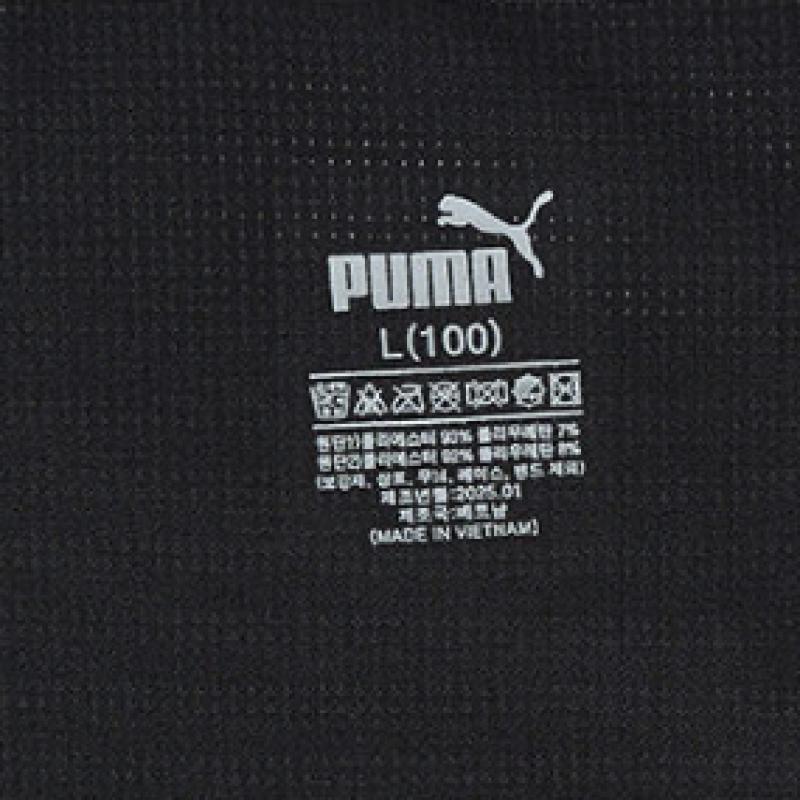 PUMA
L(100)
원단1)폴리에스터 93% 폴리우레탄 7%
원단2)폴리에스터 92% 폴리우레탄 8%
(보강제, 상표, 무늬, 레이스, 밴드 제외)
제조년월:2025.01
제조국:베트남
(MADE IN VIETNAM)